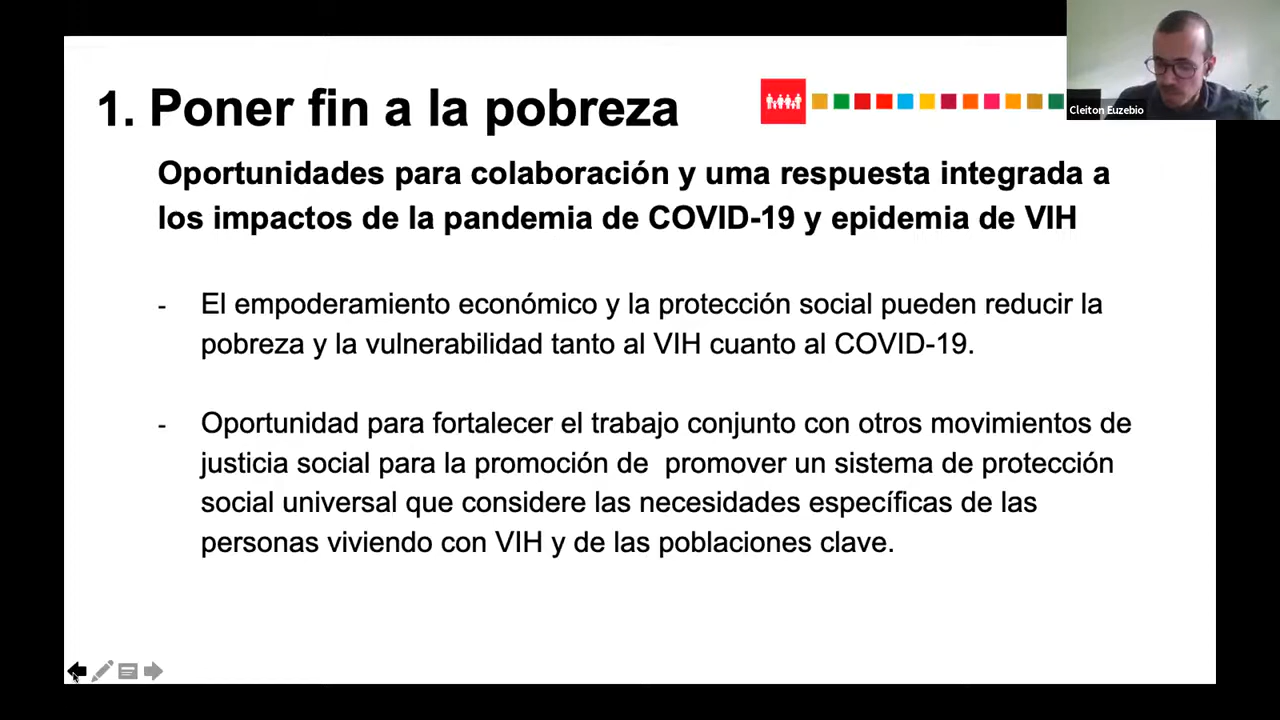 1. Poner fin a la pobreza
Cleiton Euzebio
Oportunidades para colaboración y uma respuesta integrada a
los impactos de la pandemia de COVID-19 y epidemia de VIH
- El empoderamiento económico y la protección social pueden reducir la
pobreza y la vulnerabilidad tanto al VIH cuanto al COVID-19.
- Oportunidad para fortalecer el trabajo conjunto con otros movimientos de
justicia social para la promoción de  promover un sistema de protección
social universal que considere las necesidades específicas de las
personas viviendo con VIH y de las poblaciones clave.